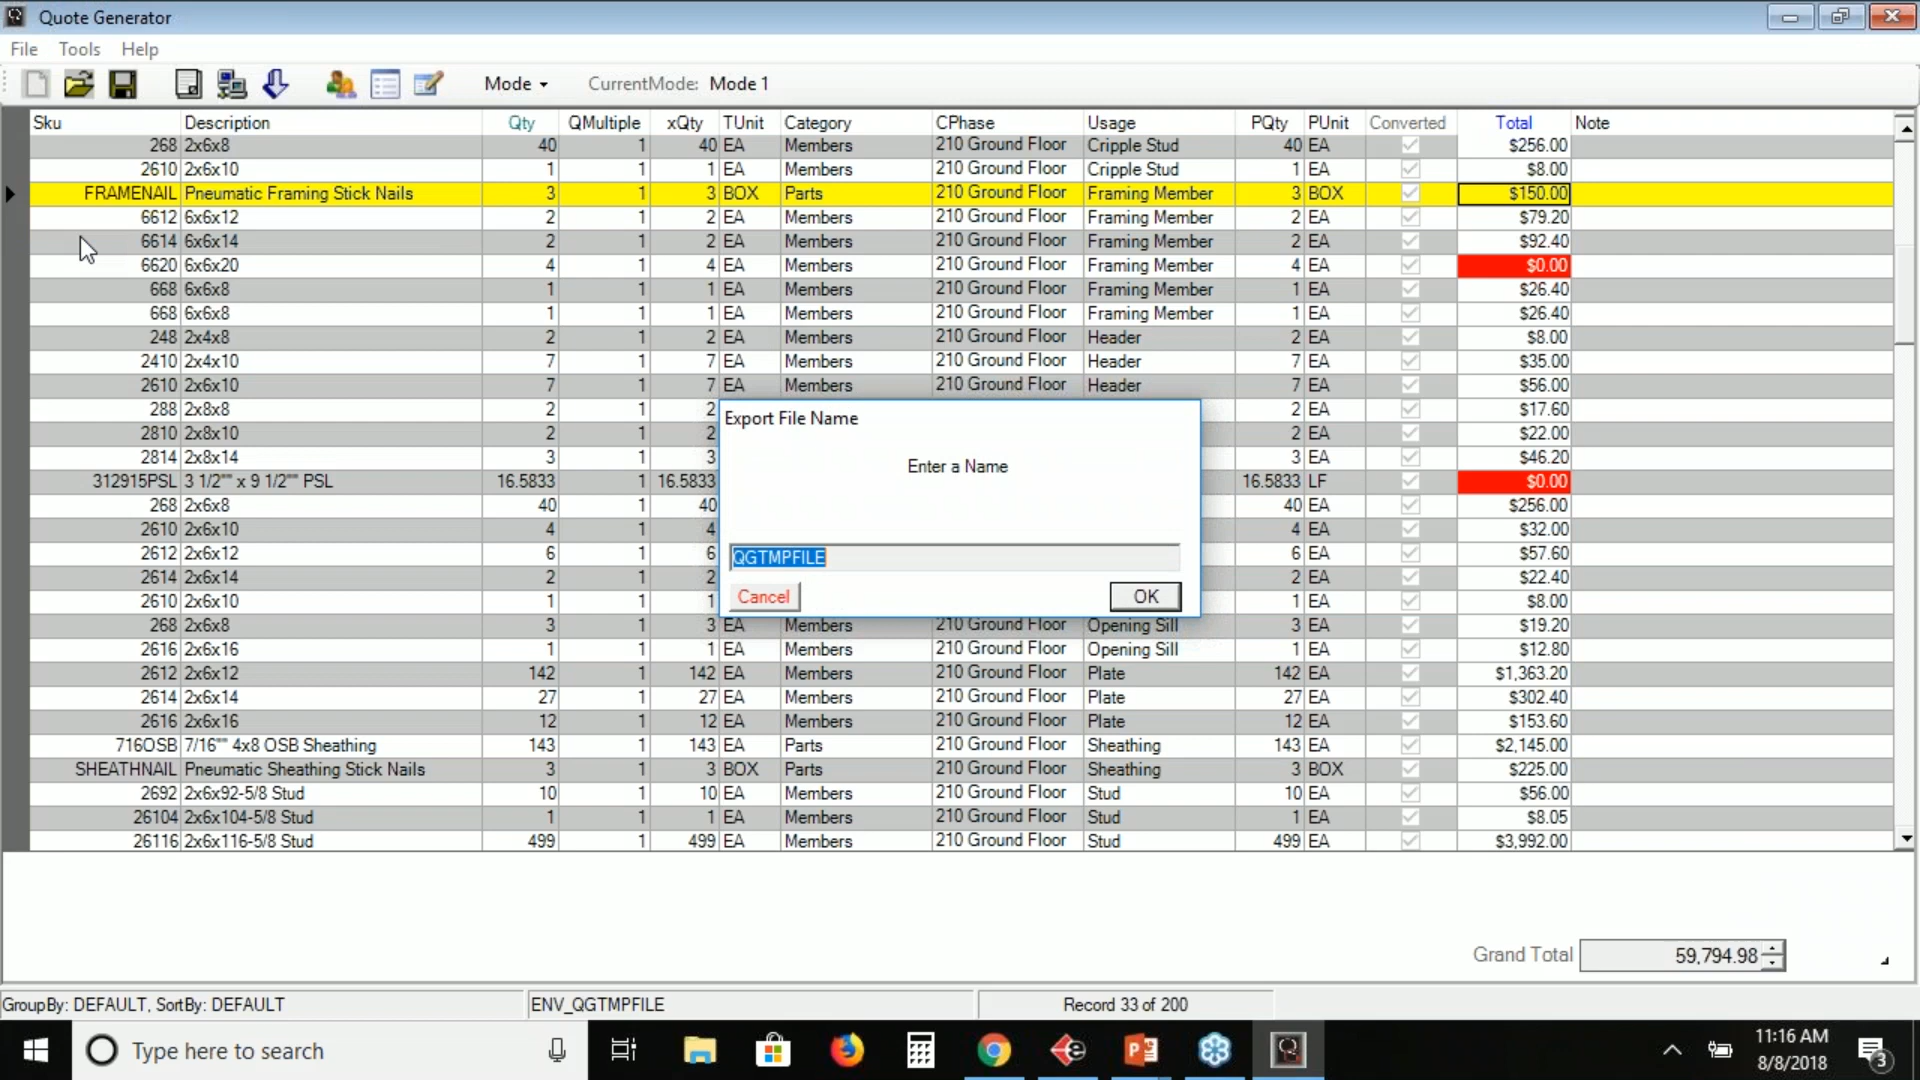 Quote Generator
File Tools Help
Mode CurrentMode: Mode 1
Sku Description Qty QMultiple xQty TUnit Category CPhase Usage PQty PUnit Converted Total Note
268 2x6x8 40 1 40 EA Members 210 Ground Floor Cripple Stud 40 EA $256.00
2610 2x6x10 1 1 1 EA Members 210 Ground Floor Cripple Stud 1 EA $8.00
FRAMENAIL Pneumatic Framing Stick Nails 3 1 3 BOX Parts 210 Ground Floor Framing Member 3 BOX $150.00
6612 6x6x12 2 1 2 EA Members 210 Ground Floor Framing Member 2 EA $79.20
6614 6x6x14 2 1 2 EA Members 210 Ground Floor Framing Member 2 EA $92.40
6620 6x6x20 4 1 4 EA Members 210 Ground Floor Framing Member 4 EA $0.00
668 6x6x8 1 1 1 EA Members 210 Ground Floor Framing Member 1 EA $26.40
668 6x6x8 1 1 1 EA Members 210 Ground Floor Framing Member 1 EA $26.40
248 2x4x8 2 1 2 EA Members 210 Ground Floor Header 2 EA $8.00
2410 2x4x10 7 1 7 EA Members 210 Ground Floor Header 7 EA $35.00
2610 2x6x10 7 1 7 EA Members 210 Ground Floor Header 7 EA $56.00
288 2x8x8 2 1 2 2 EA $17.60
2810 2x8x10 2 1 2 2 EA $22.00
2814 2x8x14 3 1 3 3 EA $46.20
312915PSL 3 1/2"" x 9 1/2"" PSL 16.5833 1 16.5833 16.5833 LF $0.00
268 2x6x8 40 1 40 40 EA $256.00
2610 2x6x10 4 1 4 4 EA $32.00
2612 2x6x12 6 1 6 6 EA $57.60
2614 2x6x14 2 1 2 2 EA $22.40
2610 2x6x10 1 1 1 1 EA $8.00
268 2x6x8 3 1 3 EA Members 210 Ground Floor Opening Sill 3 EA $19.20
2616 2x6x16 1 1 1 EA Members 210 Ground Floor Opening Sill 1 EA $12.80
2612 2x6x12 142 1 142 EA Members 210 Ground Floor Plate 142 EA $1,363.20
2614 2x6x14 27 1 27 EA Members 210 Ground Floor Plate 27 EA $302.40
2616 2x6x16 12 1 12 EA Members 210 Ground Floor Plate 12 EA $153.60
716OSB 7/16"" 4x8 OSB Sheathing 143 1 143 EA Parts 210 Ground Floor Sheathing 143 EA $2,145.00
SHEATHNAIL Pneumatic Sheathing Stick Nails 3 1 3 BOX Parts 210 Ground Floor Sheathing 3 BOX $225.00
2692 2x6x92-5/8 Stud 10 1 10 EA Members 210 Ground Floor Stud 10 EA $56.00
26104 2x6x104-5/8 Stud 1 1 1 EA Members 210 Ground Floor Stud 1 EA $8.05
26116 2x6x116-5/8 Stud 499 1 499 EA Members 210 Ground Floor Stud 499 EA $3,992.00
Export File Name
Enter a Name
QGTMPFILE
Cancel OK
Grand Total 59,794.98
GroupBy: DEFAULT, SortBy: DEFAULT ENV_QGTMPFILE Record 33 of 200
Type here to search
11:16 AM
8/8/2018
3